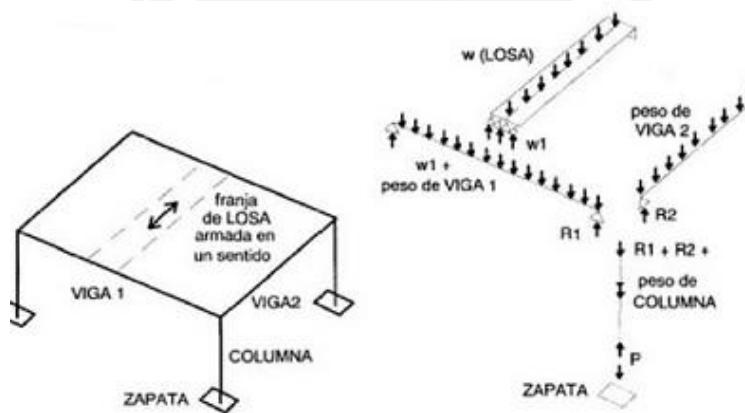 franja
de LOSA
armada en
un sentido
VIGA 1
VIGA2
COLUMNA
ZAPATA
w (LOSA)
w1
w1 +
peso de VIGA 1
peso de
VIGA 2
R1
R2
R1 + R2 +
peso de
COLUMNA
P
ZAPATA